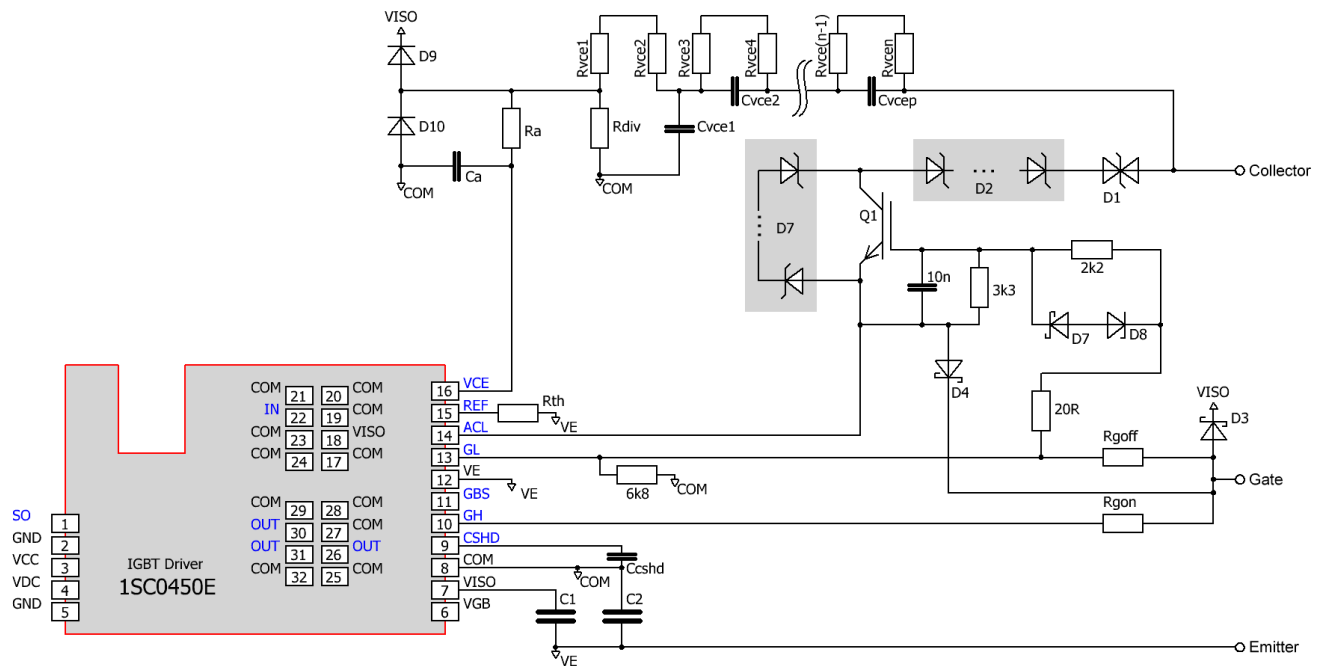 VISO
D9
D10
COM
Ca
Ra
Rvce1
Rvce2
Rvce3
Rvce4
Rvce(n-1)
Rvcen
Rdiv
COM
Cvce1
Cvce2
Cvcep
D7
Q1
D2
D1
Collector
10n
3k3
2k2
D7
D8
D4
20R
VISO
D3
Rgoff
Gate
Rgon
IGBT Driver
1SC0450E
SO
1
GND
2
VCC
3
VDC
4
GND
5
COM 21 20 COM
IN 22 19 COM
COM 23 18 VISO
COM 24 17 COM
COM 29 28 COM
OUT 30 27 COM
OUT 31 26 OUT
COM 32 25 COM
16 VCE
15 REF
Rth
VE
14 ACL
13 GL
6k8
COM
12 VE
VE
11 GBS
10 GH
9 CSHD
Ccshd
8 COM
COM
7 VISO
6 VGB
C1
C2
VE
Emitter